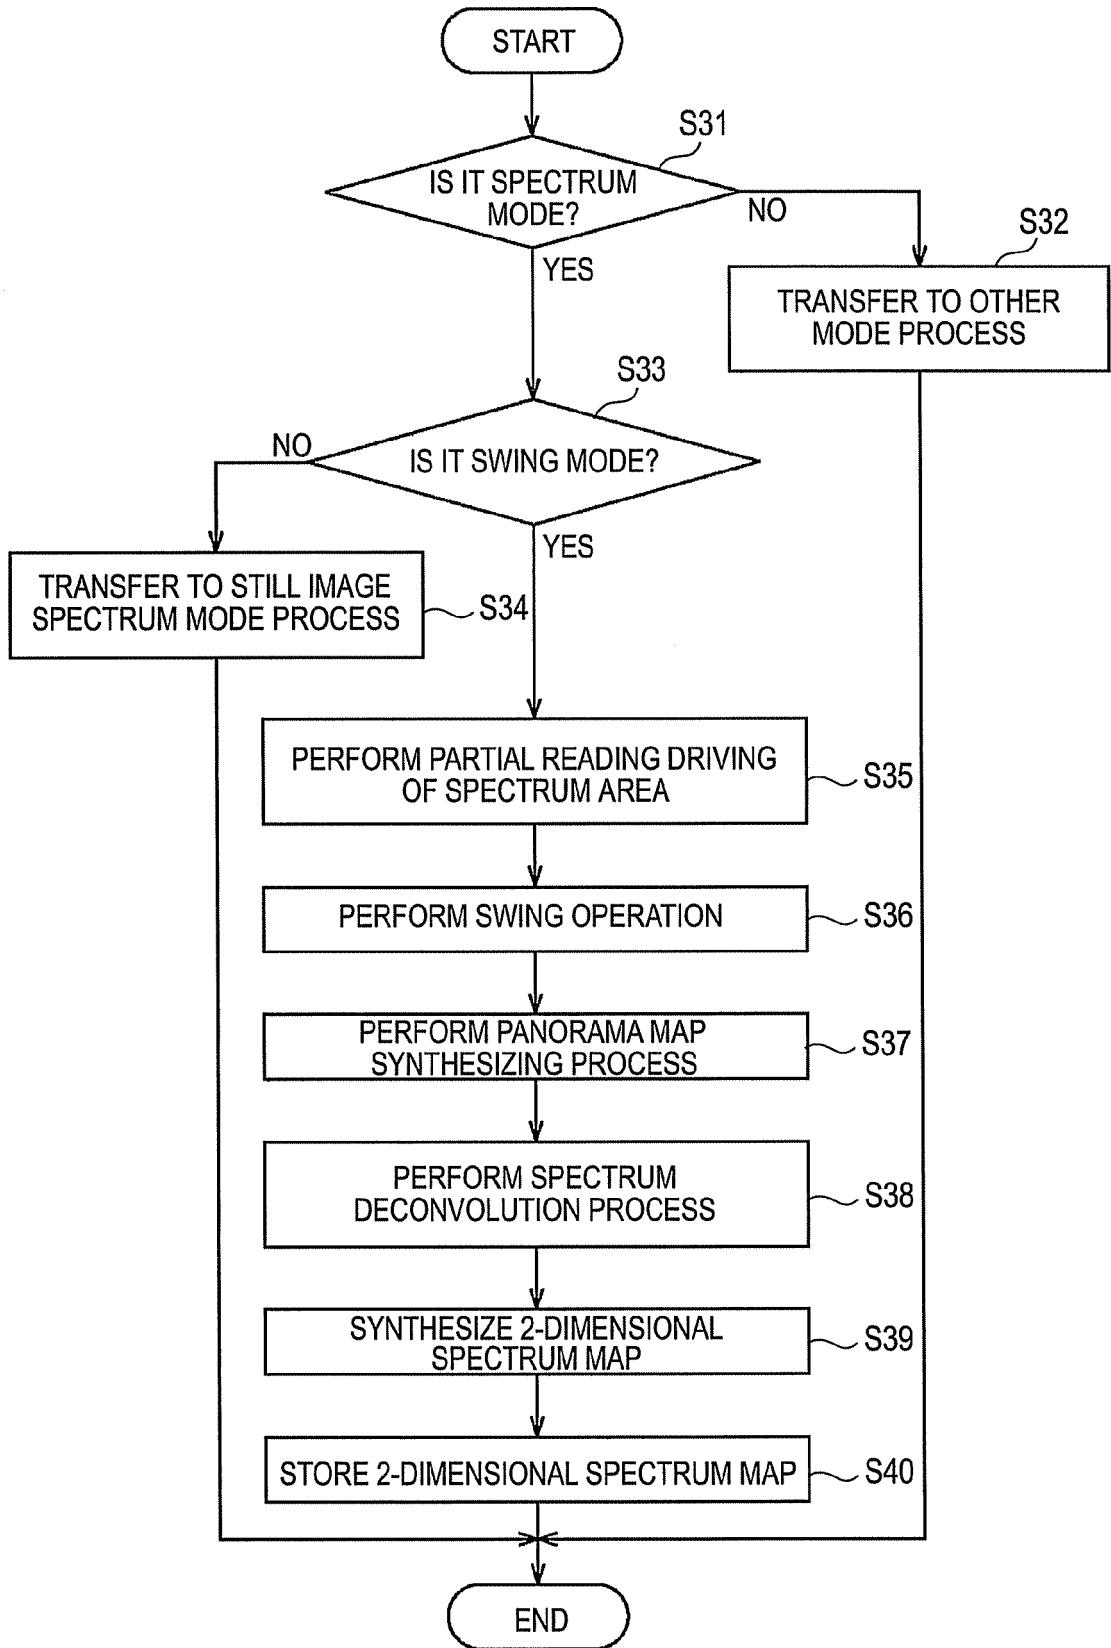 START
S31
IS IT SPECTRUM
MODE?
NO
S32
YES
TRANSFER TO OTHER
MODE PROCESS
S33
NO
IS IT SWING MODE?
YES
TRANSFER TO STILL IMAGE
SPECTRUM MODE PROCESS
S34
PERFORM PARTIAL READING DRIVING
OF SPECTRUM AREA
S35
PERFORM SWING OPERATION
S36
PERFORM PANORAMA MAP
SYNTHESIZING PROCESS
S37
PERFORM SPECTRUM
DECONVOLUTION PROCESS
S38
SYNTHESIZE 2-DIMENSIONAL
SPECTRUM MAP
S39
STORE 2-DIMENSIONAL SPECTRUM MAP
S40
END